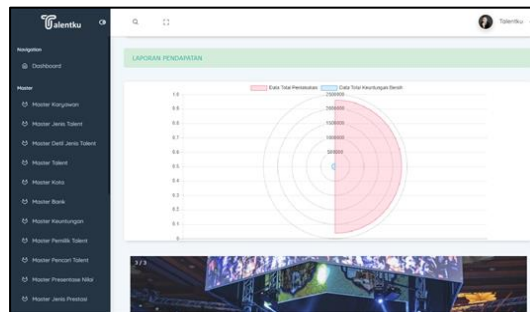 Talentku
Talentku
Navigation
Dashboard
LAPORAN PENDAPATAN
Master
Master Karyawan
Master Jenis Talent
Master Detil Jenis Talent
Master Talent
Master Kota
Master Bank
Master Keuntungan
Master Pemilik Talent
Master Pencari Talent
Master Presentase Nilai
Master Jenis Prestasi
Data Total Pemasukan
Data Total Keuntungan Bersih
2500000
2000000
1500000
1000000
500000
1.0
0.9
0.8
0.7
0.6
0.5
0.4
0.3
0.2
0.1
0
3 / 3